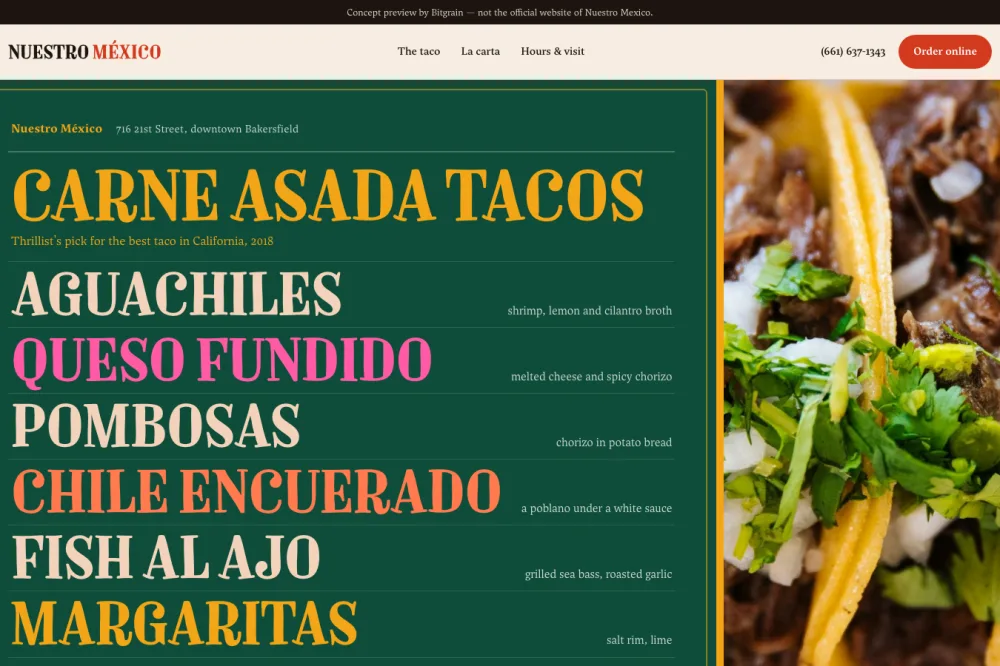 Concept preview by Bitgrain — not the official website of Nuestro Mexico.
NUESTRO MÉXICO
The taco
La carta
Hours & visit
(661) 637-1343
Order online
Nuestro México
716 21st Street, downtown Bakersfield
CARNE ASADA TACOS
Thrillist's pick for the best taco in California, 2018
AGUACHILES
shrimp, lemon and cilantro broth
QUESO FUNDIDO
melted cheese and spicy chorizo
POMBOSAS
chorizo in potato bread
CHILE ENCUERADO
a poblano under a white sauce
FISH AL AJO
grilled sea bass, roasted garlic
MARGARITAS
salt rim, lime